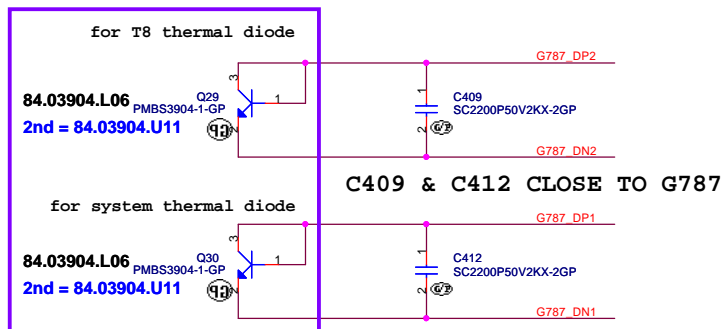 for T8 thermal diode
G787_DP2
3
84.03904.L06
Q29
PMBS3904-1-GP
1
2nd = 84.03904.U11
2
GP
1
C409
SC2200P50V2KX-2GP
2
G/P
G787_DN2
C409 & C412 CLOSE TO G787
for system thermal diode
G787_DP1
3
84.03904.L06
Q30
PMBS3904-1-GP
1
2nd = 84.03904.U11
2
GP
1
C412
SC2200P50V2KX-2GP
2
G/P
G787_DN1